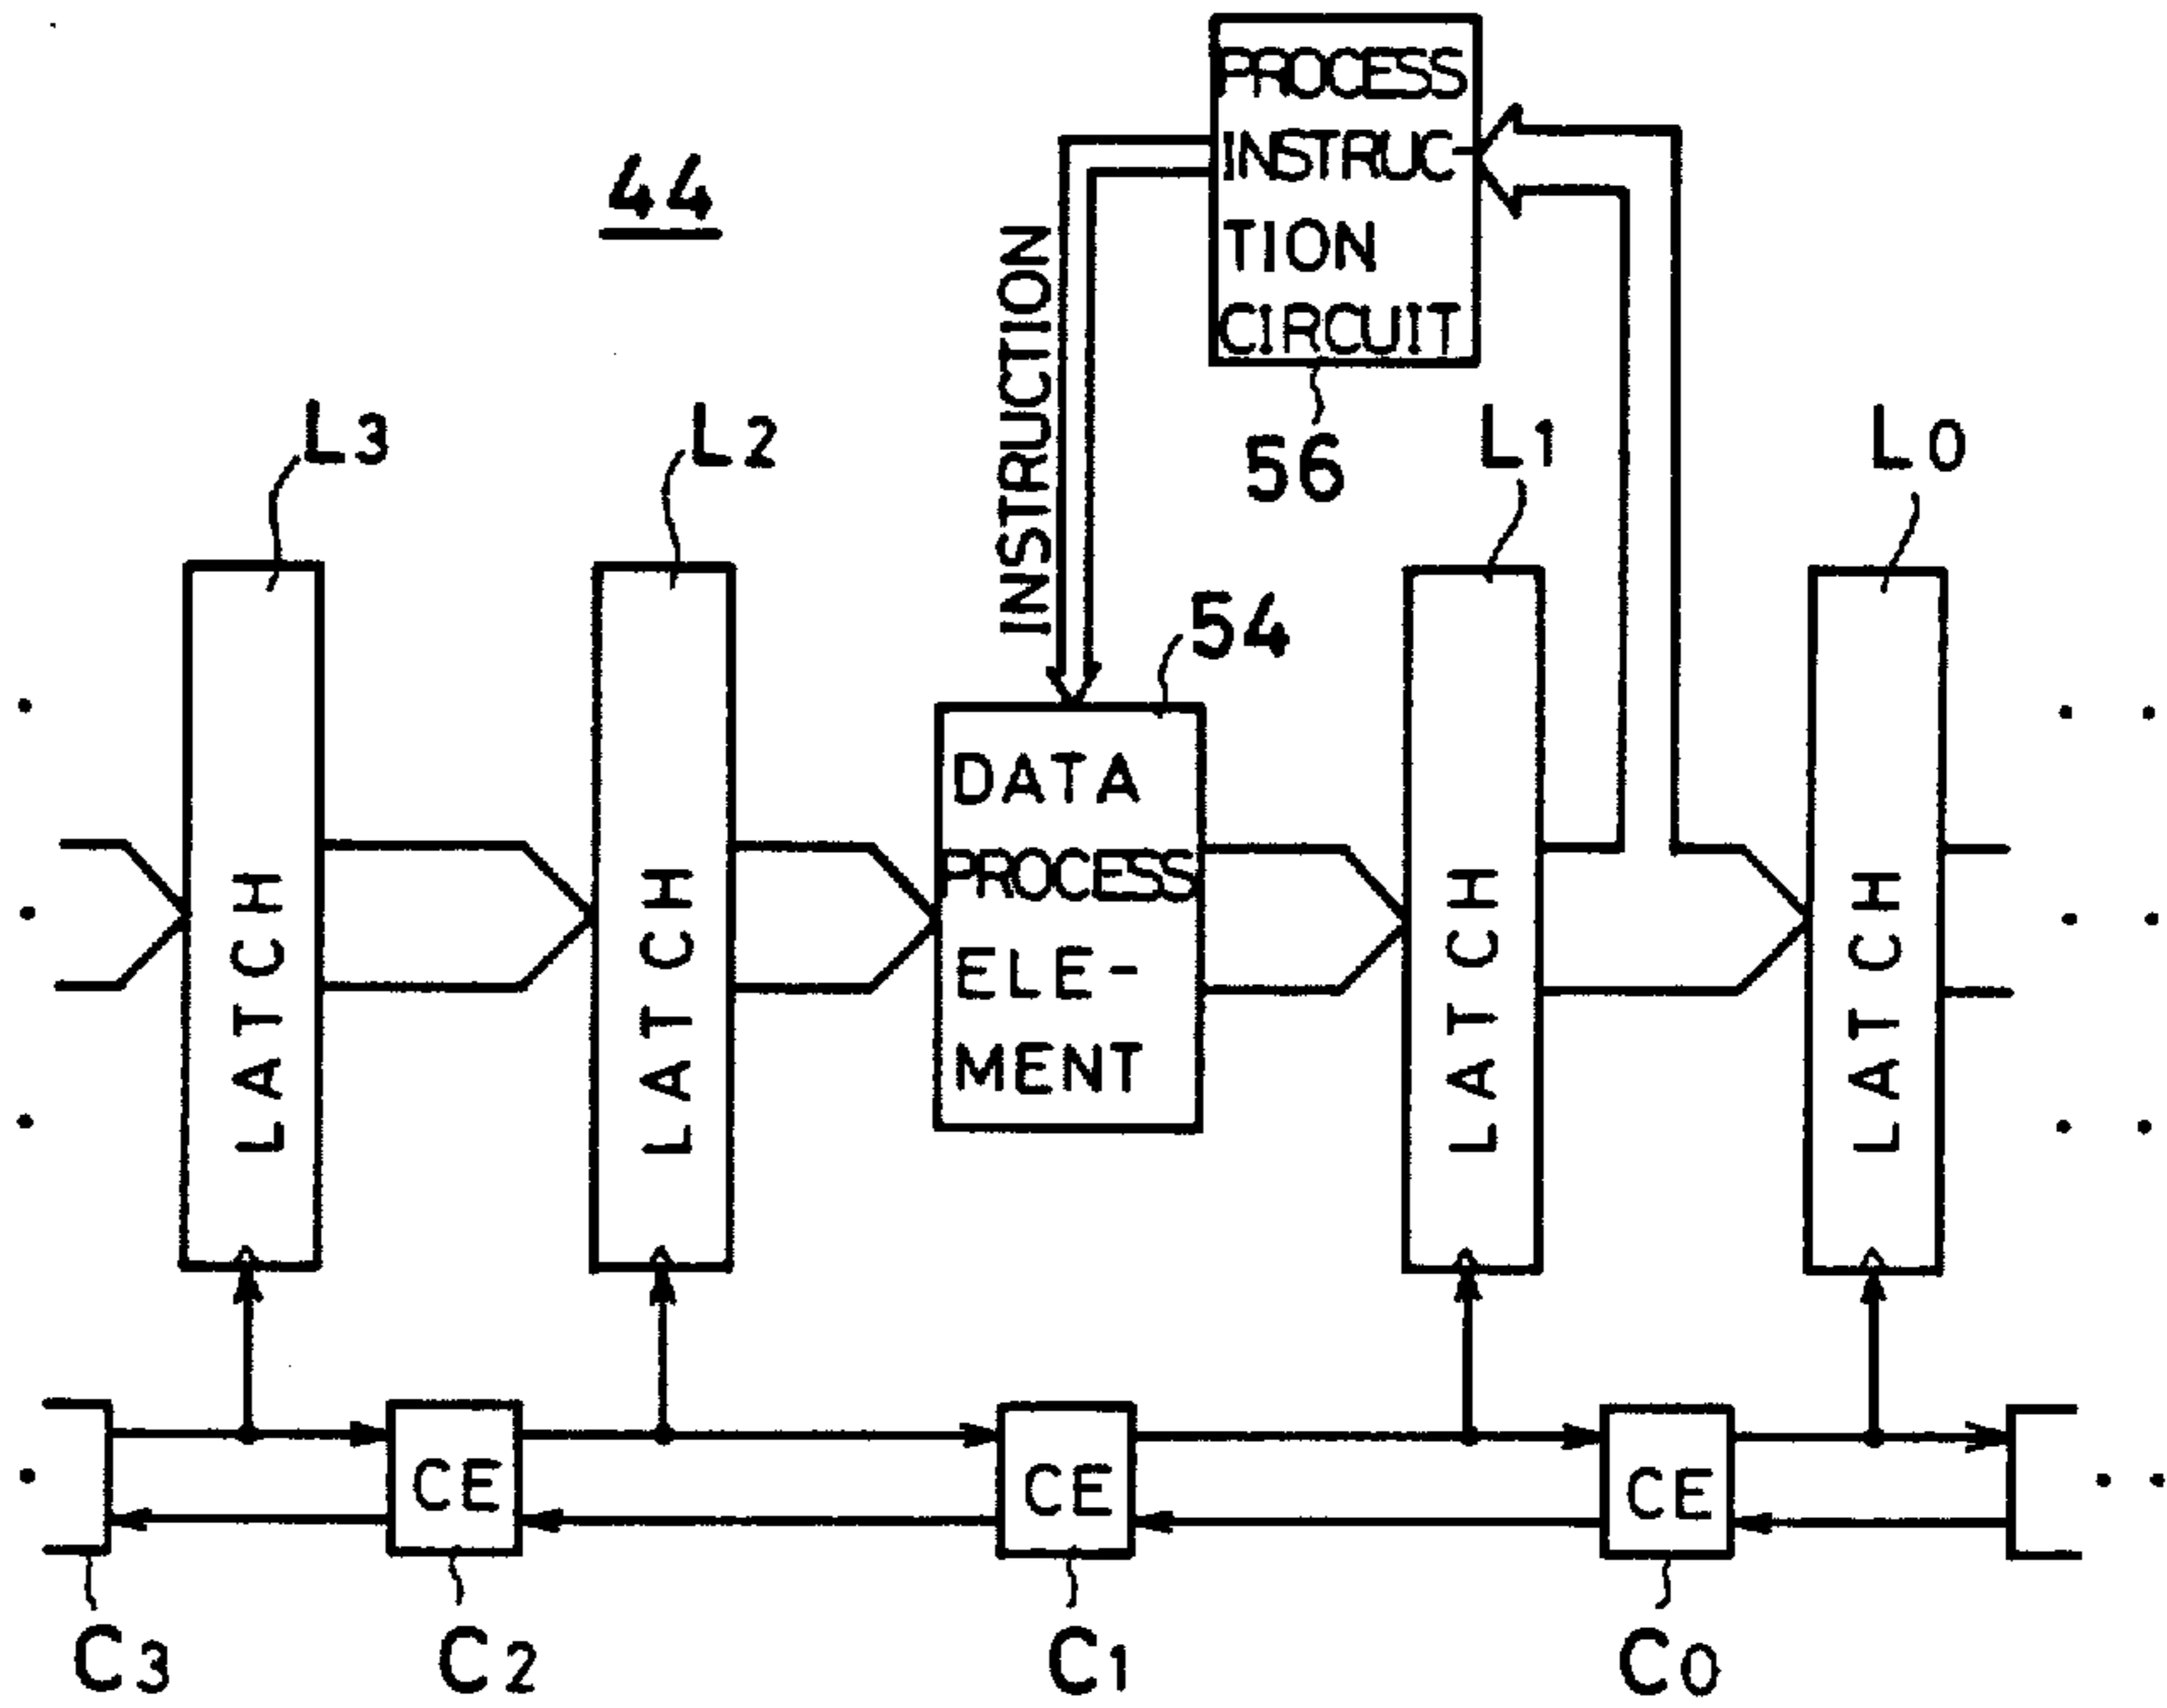 PROCESS
INSTRUC-
TION
CIRCUIT
44
INSTRUCTION
56
L3
L2
L1
L0
54
LATCH
LATCH
DATA
PROCESS
ELE-
MENT
LATCH
LATCH
CE
CE
CE
C3
C2
C1
C0